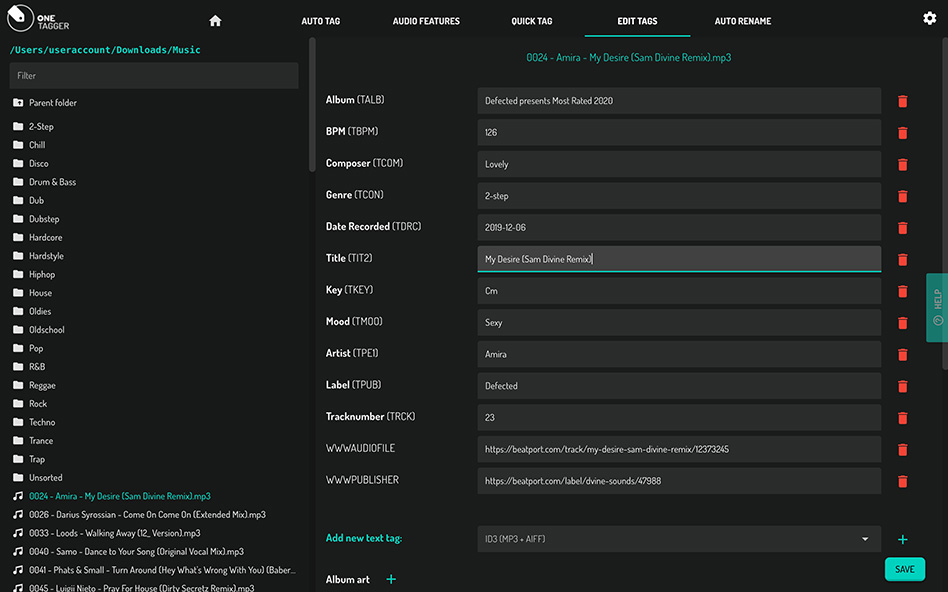 ONE
TAGGER
AUTO TAG
AUDIO FEATURES
QUICK TAG
EDIT TAGS
AUTO RENAME
/Users/useraccount/Downloads/Music
Filter
Parent folder
2-Step
Chill
Disco
Drum & Bass
Dub
Dubstep
Hardcore
Hardstyle
Hiphop
House
Oldies
Oldschool
Pop
R&B
Reggae
Rock
Techno
Trance
Trap
Unsorted
0024 - Amira - My Desire (Sam Divine Remix).mp3
0026 - Darius Syrossian - Come On Come On (Extended Mix).mp3
0033 - Loods - Walking Away (12_ Version).mp3
0040 - Samo - Dance to Your Song (Original Vocal Mix).mp3
0041 - Phats & Small - Turn Around (Hey What's Wrong With You) (Baber...
0045 - Luigii Nieto - Pray For House (Dirty Secretz Remix).mp3
0024 - Amira - My Desire (Sam Divine Remix).mp3
Album (TALB) Defected presents Most Rated 2020
BPM (TBPM) 126
Composer (TCOM) Lovely
Genre (TCON) 2-step
Date Recorded (TDRC) 2019-12-06
Title (TIT2) My Desire (Sam Divine Remix)
Key (TKEY) Cm
Mood (TMOO) Sexy
Artist (TPE1) Amira
Label (TPUB) Defected
Tracknumber (TRCK) 23
WWWAUDIOFILE https://beatport.com/track/my-desire-sam-divine-remix/12373245
WWWPUBLISHER https://beatport.com/label/dvine-sounds/47988
Add new text tag: ID3 (MP3 + AIFF)
Album art
SAVE
HELP